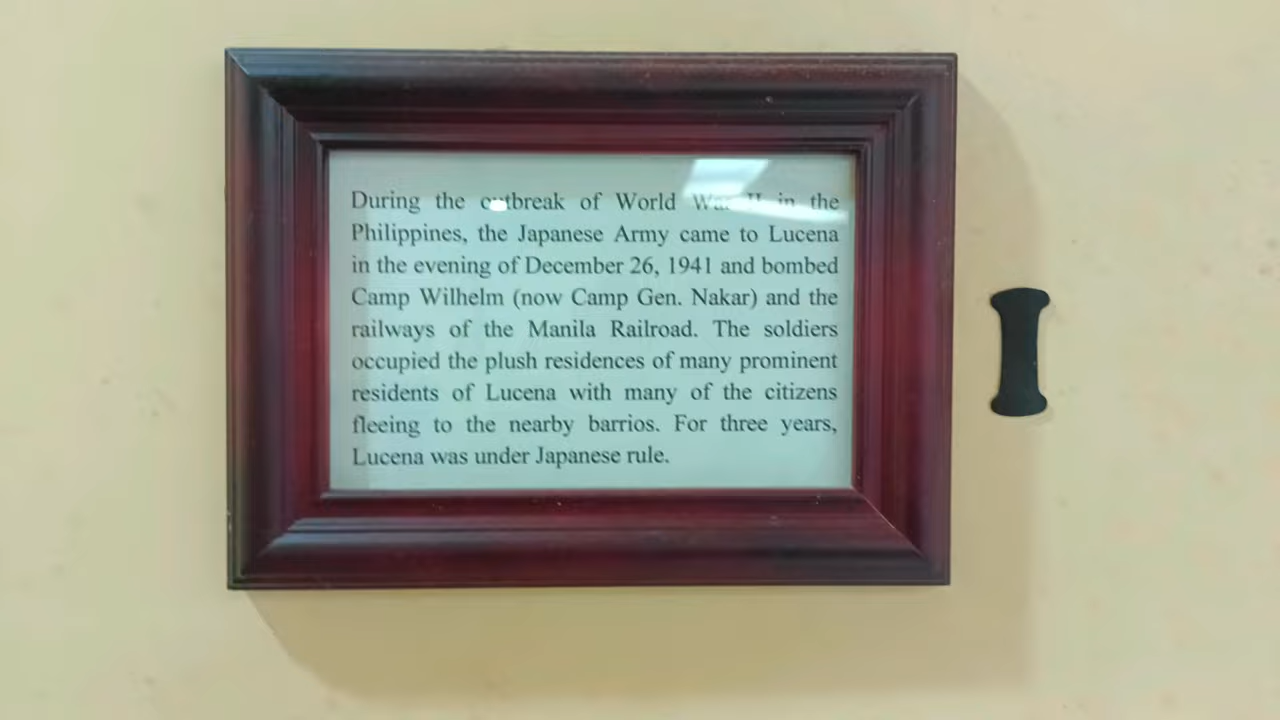 During the outbreak of World War II in the
Philippines, the Japanese Army came to Lucena
in the evening of December 26, 1941 and bombed
Camp Wilhelm (now Camp Gen. Nakar) and the
railways of the Manila Railroad. The soldiers
occupied the plush residences of many prominent
residents of Lucena with many of the citizens
fleeing to the nearby barrios. For three years,
Lucena was under Japanese rule.
I